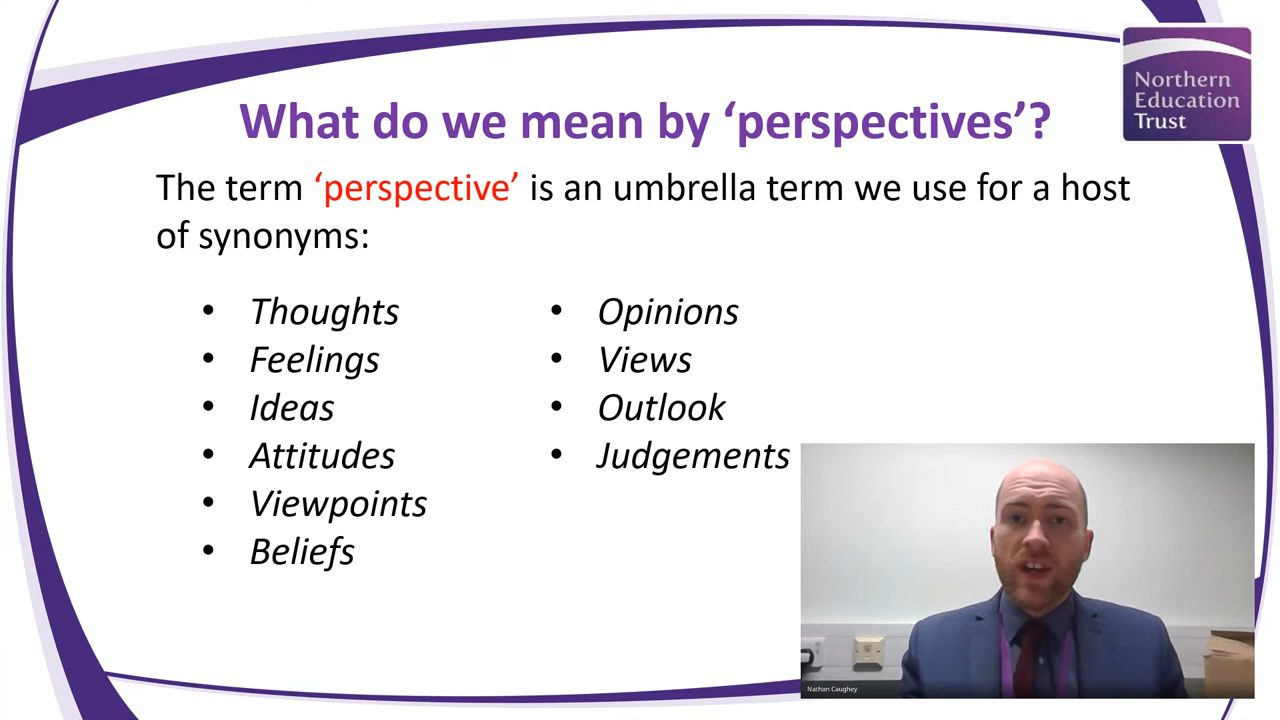 Northern
Education
Trust
What do we mean by ‘perspectives’?
The term ‘perspective’ is an umbrella term we use for a host
of synonyms:
• Thoughts
• Feelings
• Ideas
• Attitudes
• Viewpoints
• Beliefs
• Opinions
• Views
• Outlook
• Judgements
Nathan Caughey